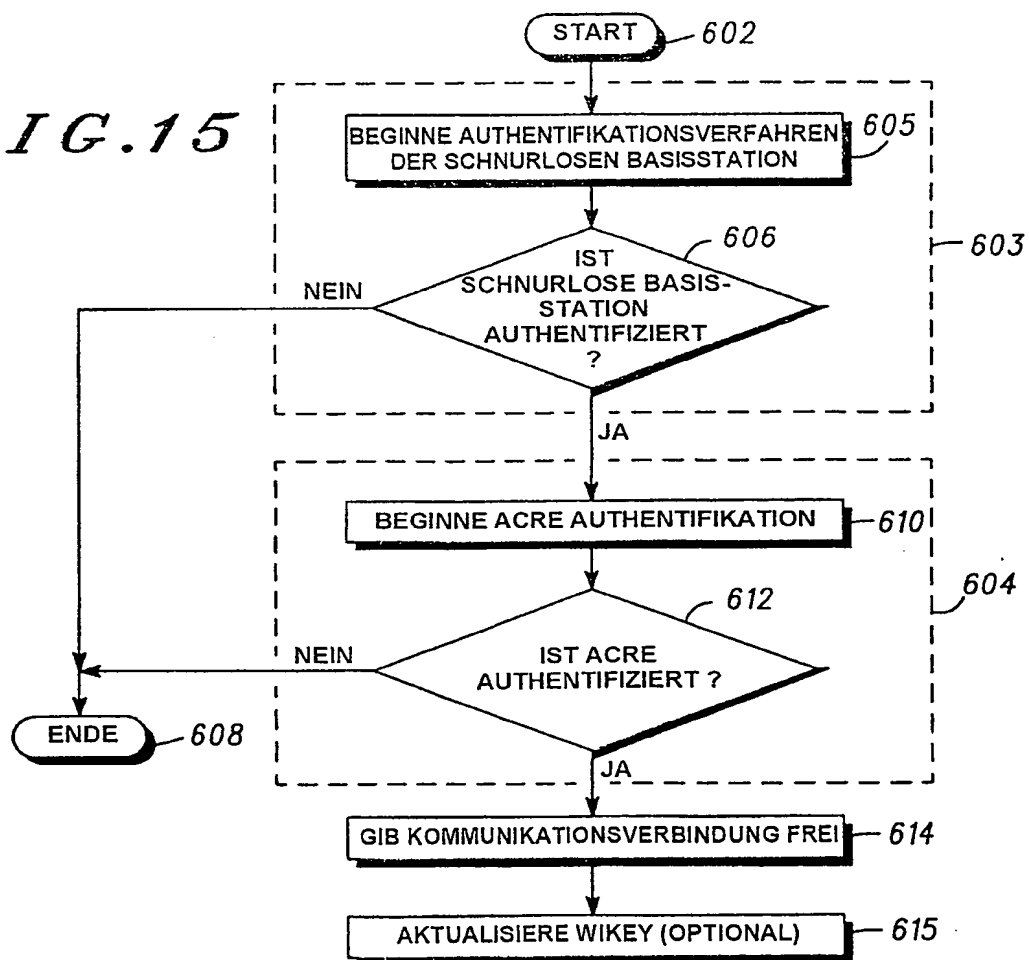 START
602
IG.15
BEGINNE AUTHENTIFIKATIONSVERFAHREN
DER SCHNURLOSEN BASISSTATION
605
606
603
IST
SCHNURLOSE BASIS-
STATION
AUTHENTIFIZIERT
?
NEIN
JA
BEGINNE ACRE AUTHENTIFIKATION
610
604
612
NEIN
IST ACRE
AUTHENTIFIZIERT ?
ENDE
608
JA
GIB KOMMUNIKATIONSVERBINDUNG FREI
614
AKTUALISIERE WIKEY (OPTIONAL)
615